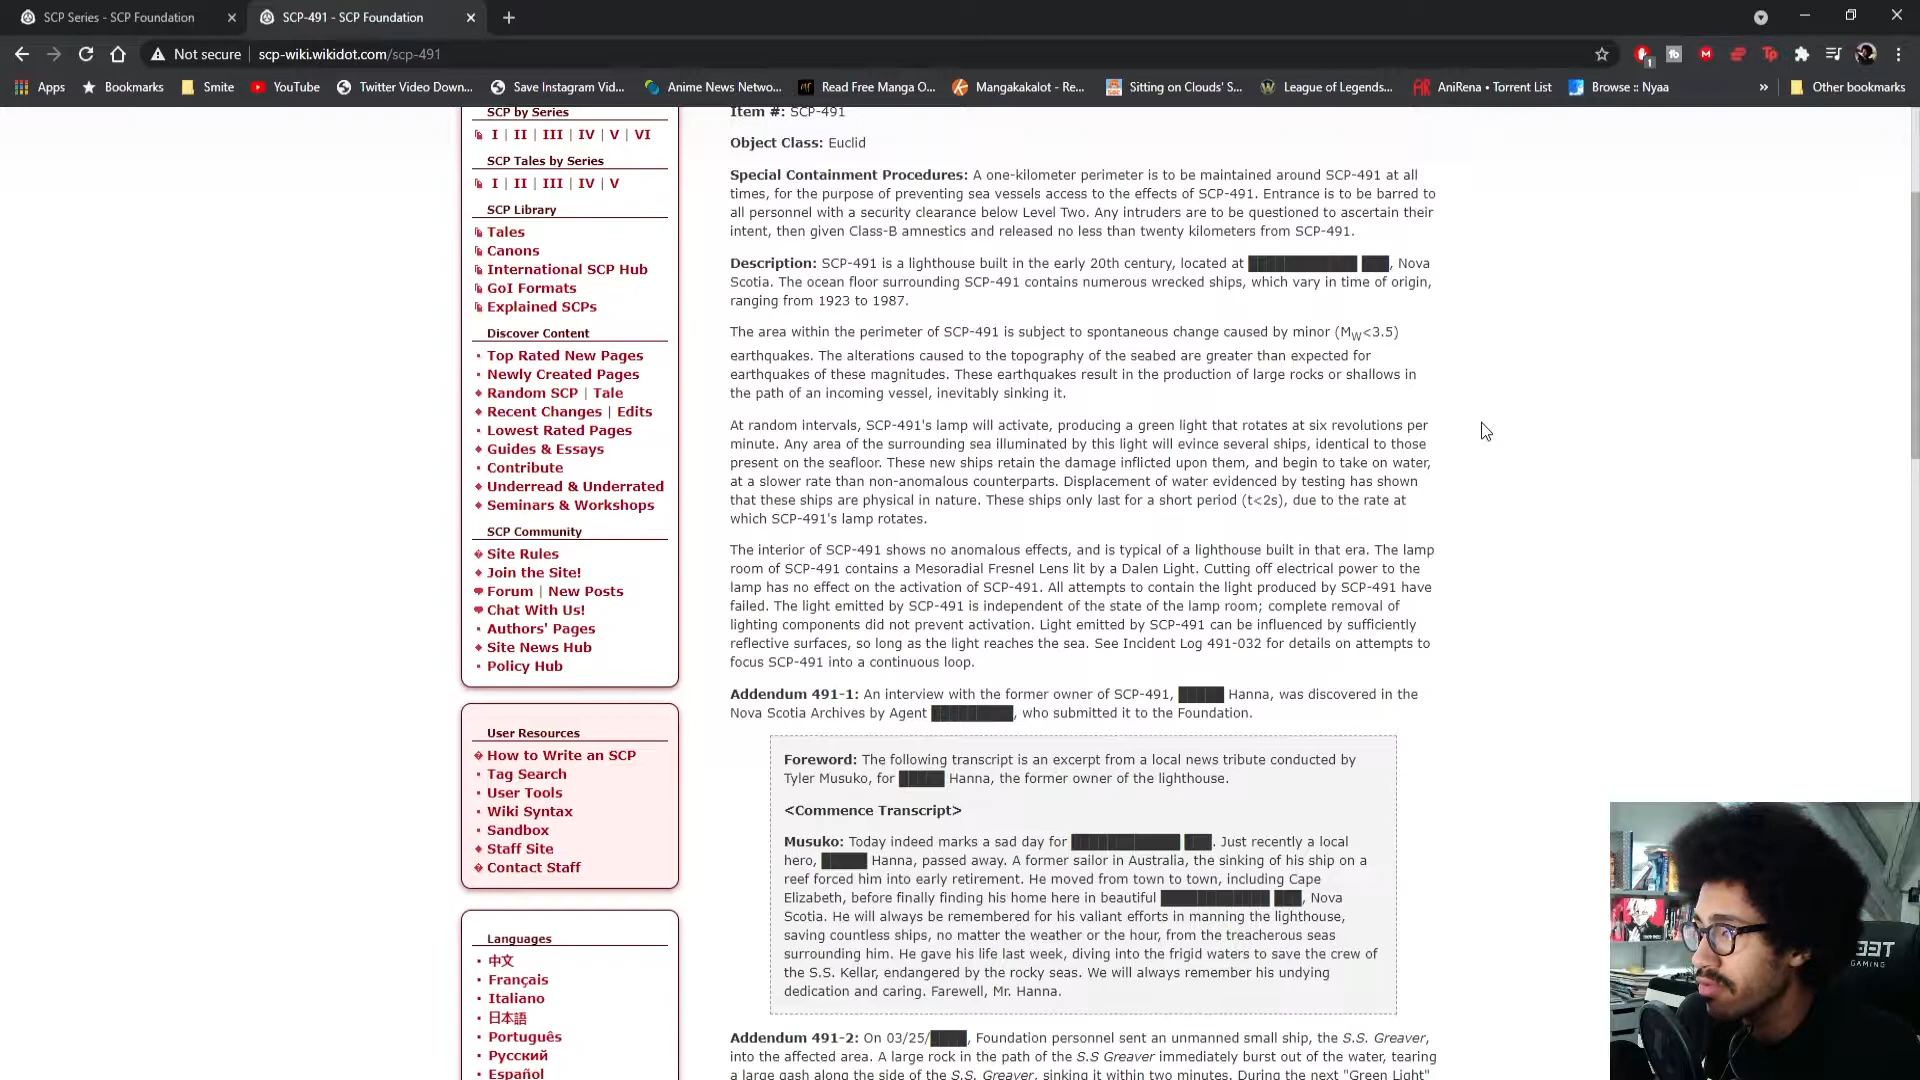 SCP Series - SCP Foundation
SCP-491 - SCP Foundation
Not secure
scp-wiki.wikidot.com/scp-491
Apps
Bookmarks
Smite
YouTube
Twitter Video Down...
Save Instagram Vid...
Anime News Netwo...
Read Free Manga O...
Mangakakalot - Re...
Sitting on Clouds' S...
League of Legends...
AniRena • Torrent List
Browse :: Nyaa
Other bookmarks
SCP by Series
I | II | III | IV | V | VI
SCP Tales by Series
I | II | III | IV | V
SCP Library
Tales
Canons
International SCP Hub
GoI Formats
Explained SCPs
Discover Content
Top Rated New Pages
Newly Created Pages
Random SCP | Tale
Recent Changes | Edits
Lowest Rated Pages
Guides & Essays
Contribute
Underread & Underrated
Seminars & Workshops
SCP Community
Site Rules
Join the Site!
Forum | New Posts
Chat With Us!
Authors' Pages
Site News Hub
Policy Hub
User Resources
How to Write an SCP
Tag Search
User Tools
Wiki Syntax
Sandbox
Staff Site
Contact Staff
Languages
中文
Français
Italiano
日本語
Português
Русский
Español
Item #: SCP-491
Object Class: Euclid
Special Containment Procedures: A one-kilometer perimeter is to be maintained around SCP-491 at all
times, for the purpose of preventing sea vessels access to the effects of SCP-491. Entrance is to be barred to
all personnel with a security clearance below Level Two. Any intruders are to be questioned to ascertain their
intent, then given Class-B amnestics and released no less than twenty kilometers from SCP-491.
Description: SCP-491 is a lighthouse built in the early 20th century, located at ████████████ ███, Nova
Scotia. The ocean floor surrounding SCP-491 contains numerous wrecked ships, which vary in time of origin,
ranging from 1923 to 1987.
The area within the perimeter of SCP-491 is subject to spontaneous change caused by minor (MW<3.5)
earthquakes. The alterations caused to the topography of the seabed are greater than expected for
earthquakes of these magnitudes. These earthquakes result in the production of large rocks or shallows in
the path of an incoming vessel, inevitably sinking it.
At random intervals, SCP-491's lamp will activate, producing a green light that rotates at six revolutions per
minute. Any area of the surrounding sea illuminated by this light will evince several ships, identical to those
present on the seafloor. These new ships retain the damage inflicted upon them, and begin to take on water,
at a slower rate than non-anomalous counterparts. Displacement of water evidenced by testing has shown
that these ships are physical in nature. These ships only last for a short period (t<2s), due to the rate at
which SCP-491's lamp rotates.
The interior of SCP-491 shows no anomalous effects, and is typical of a lighthouse built in that era. The lamp
room of SCP-491 contains a Mesoradial Fresnel Lens lit by a Dalen Light. Cutting off electrical power to the
lamp has no effect on the activation of SCP-491. All attempts to contain the light produced by SCP-491 have
failed. The light emitted by SCP-491 is independent of the state of the lamp room; complete removal of
lighting components did not prevent activation. Light emitted by SCP-491 can be influenced by sufficiently
reflective surfaces, so long as the light reaches the sea. See Incident Log 491-032 for details on attempts to
focus SCP-491 into a continuous loop.
Addendum 491-1: An interview with the former owner of SCP-491, █████ Hanna, was discovered in the
Nova Scotia Archives by Agent █████████, who submitted it to the Foundation.
Foreword: The following transcript is an excerpt from a local news tribute conducted by
Tyler Musuko, for █████ Hanna, the former owner of the lighthouse.
<Commence Transcript>
Musuko: Today indeed marks a sad day for ████████████ ███. Just recently a local
hero, █████ Hanna, passed away. A former sailor in Australia, the sinking of his ship on a
reef forced him into early retirement. He moved from town to town, including Cape
Elizabeth, before finally finding his home here in beautiful ████████████ ███, Nova
Scotia. He will always be remembered for his valiant efforts in manning the lighthouse,
saving countless ships, no matter the weather or the hour, from the treacherous seas
surrounding him. He gave his life last week, diving into the frigid waters to save the crew of
the S.S. Kellar, endangered by the rocky seas. We will always remember his undying
dedication and caring. Farewell, Mr. Hanna.
Addendum 491-2: On 03/25/████, Foundation personnel sent an unmanned small ship, the S.S. Greaver,
into the affected area. A large rock in the path of the S.S Greaver immediately burst out of the water, tearing
a large gash along the side of the S.S. Greaver, sinking it within two minutes. During the next "Green Light"
GAMING